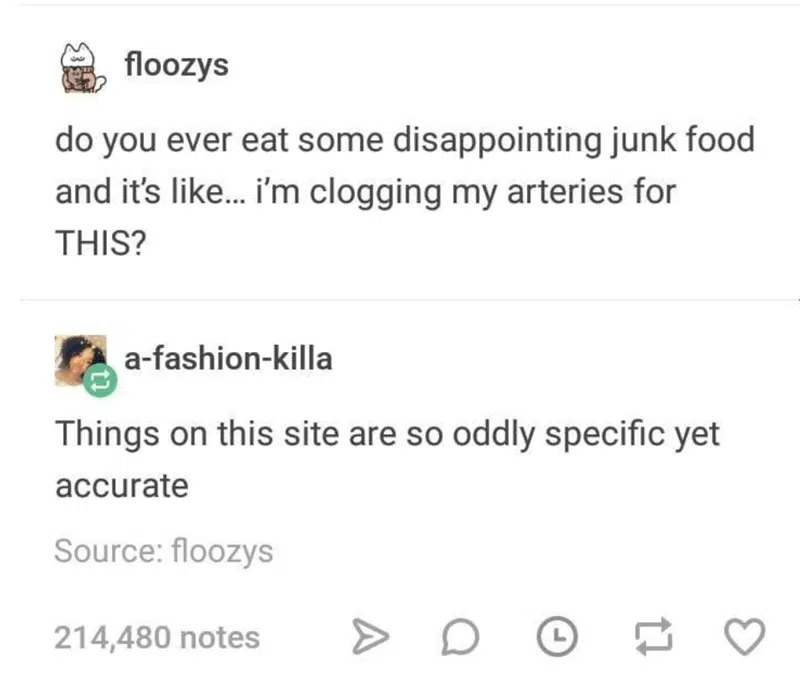 floozys
do you ever eat some disappointing junk food
and it's like... i'm clogging my arteries for
THIS?
a-fashion-killa
Things on this site are so oddly specific yet
accurate
Source: floozys
214,480 notes